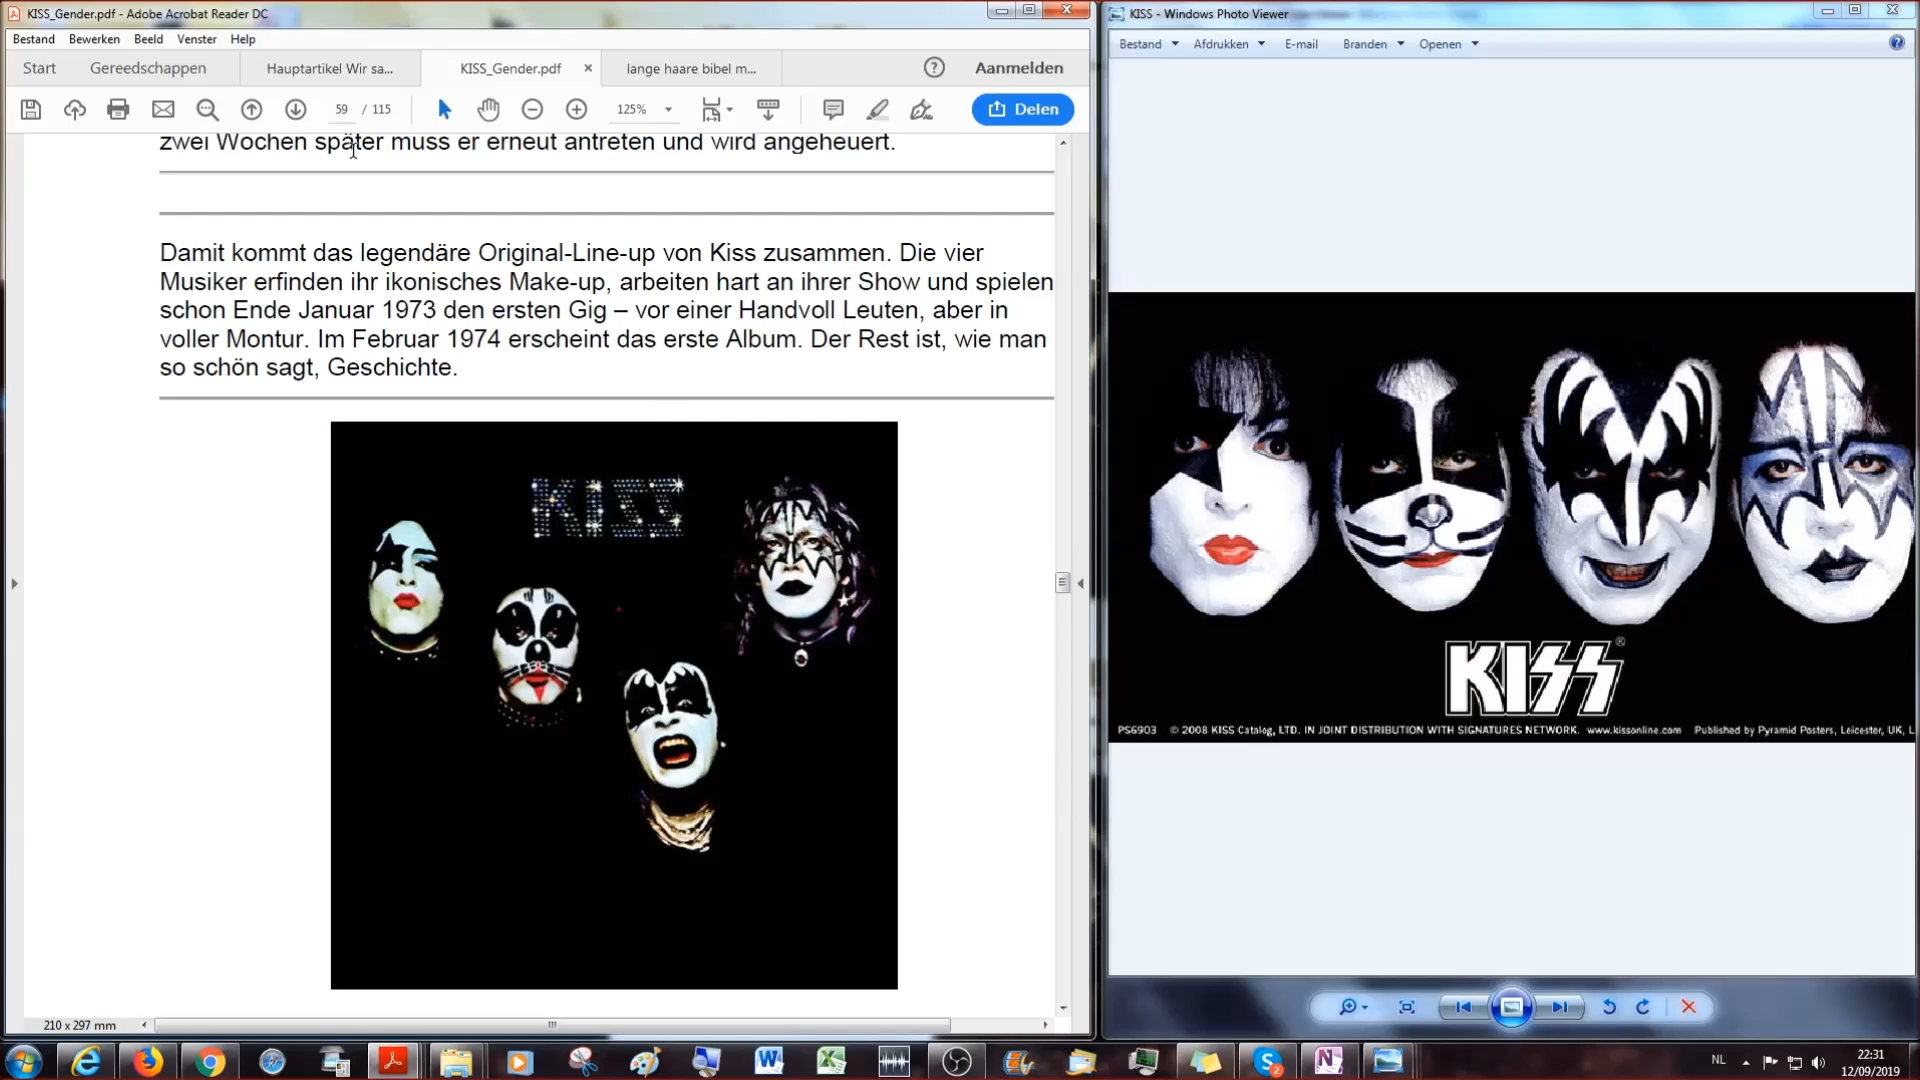 KISS_Gender.pdf - Adobe Acrobat Reader DC
Bestand Bewerken Beeld Venster Help
Start Gereedschappen Hauptartikel Wir sa... KISS_Gender.pdf × lange haare bibel m... Aanmelden
59 / 115 125% Delen
zwei Wochen später muss er erneut antreten und wird angeheuert.
Damit kommt das legendäre Original-Line-up von Kiss zusammen. Die vier
Musiker erfinden ihr ikonisches Make-up, arbeiten hart an ihrer Show und spielen
schon Ende Januar 1973 den ersten Gig – vor einer Handvoll Leuten, aber in
voller Montur. Im Februar 1974 erscheint das erste Album. Der Rest ist, wie man
so schön sagt, Geschichte.
KISS
210 x 297 mm
KISS - Windows Photo Viewer
Bestand Afdrukken E-mail Branden Openen
KISS®
PS6903 © 2008 KISS Catalog, LTD. IN JOINT DISTRIBUTION WITH SIGNATURES NETWORK. www.kissonline.com Published by Pyramid Posters, Leicester, UK, L
NL 22:31
12/09/2019